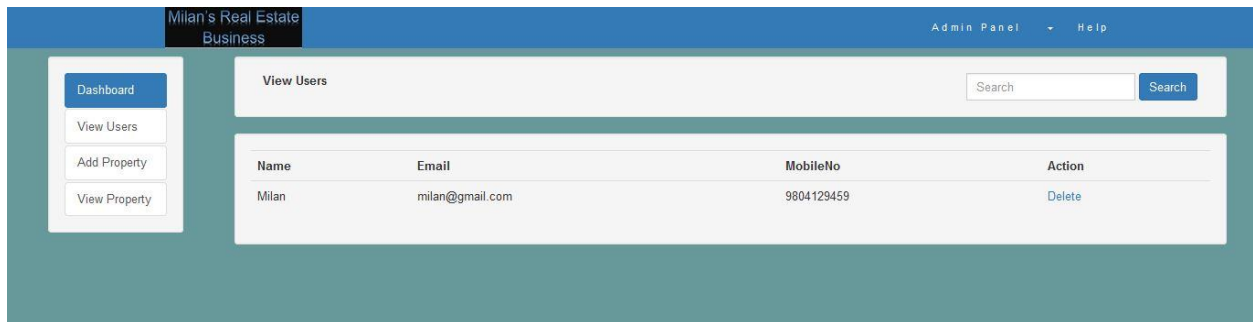 Milan's Real Estate
Business
Admin Panel Help
Dashboard
View Users
Add Property
View Property
View Users
Search Search
Name Email MobileNo Action
Milan milan@gmail.com 9804129459 Delete